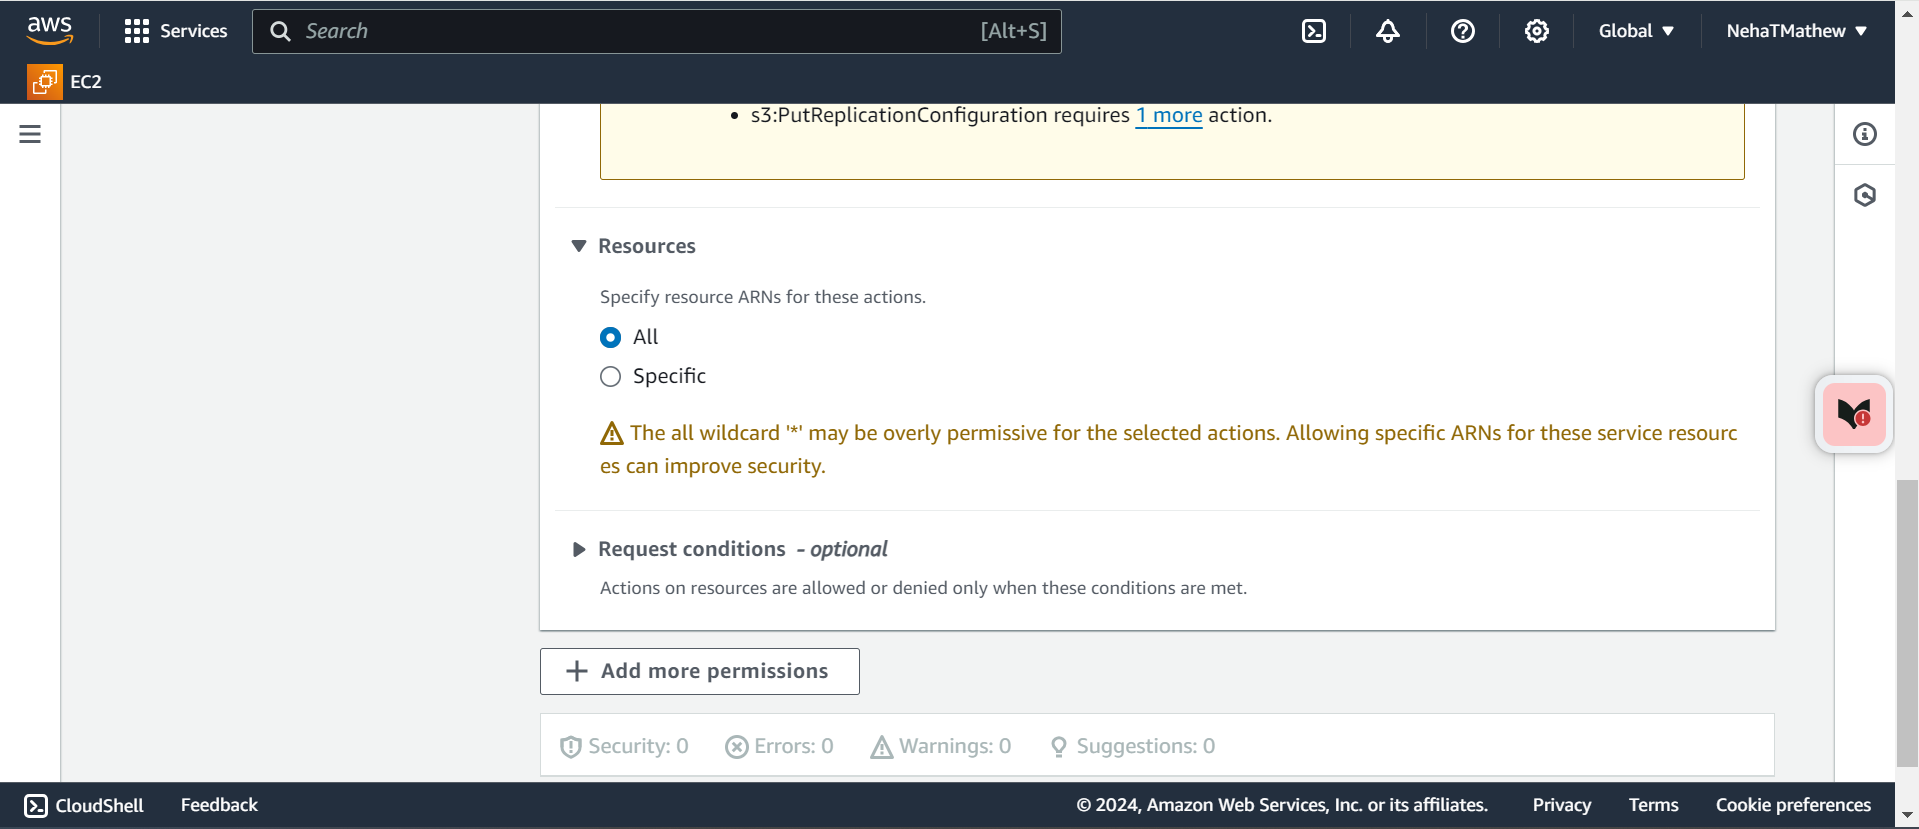 aws
Services
Search
[Alt+S]
Global
NehaTMathew
EC2
s3:PutReplicationConfiguration requires 1 more action.
Resources
Specify resource ARNs for these actions.
All
Specific
The all wildcard '*' may be overly permissive for the selected actions. Allowing specific ARNs for these service resourc
es can improve security.
Request conditions - optional
Actions on resources are allowed or denied only when these conditions are met.
Add more permissions
Security: 0
Errors: 0
Warnings: 0
Suggestions: 0
CloudShell
Feedback
© 2024, Amazon Web Services, Inc. or its affiliates.
Privacy
Terms
Cookie preferences